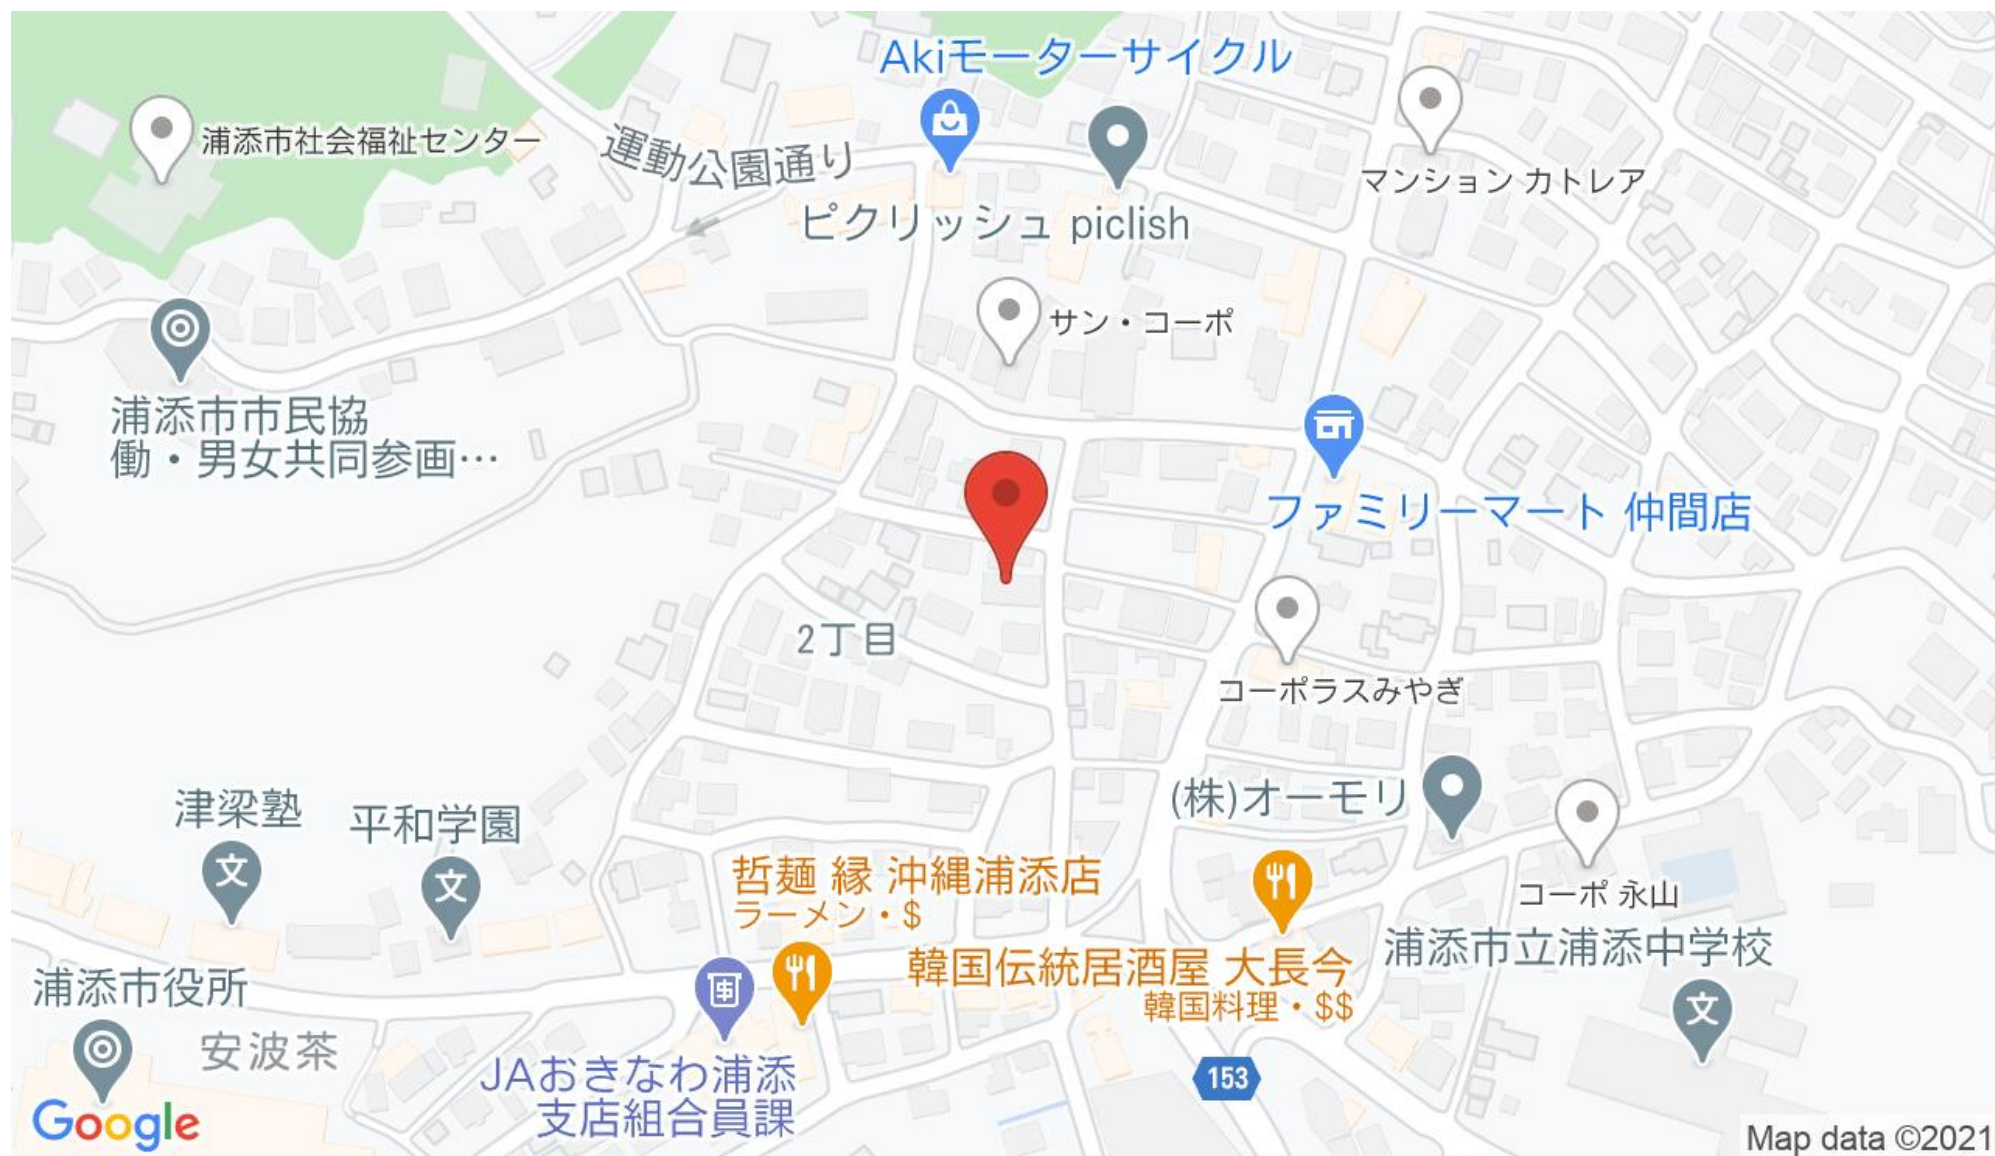 Akiモーターサイクル
浦添市社会福祉センター
運動公園通り
マンション カトレア
ピクリッシュ piclish
サン・コーポ
浦添市市民協
働・男女共同参画…
ファミリーマート 仲間店
2丁目
コーポラスみやぎ
(株)オーモリ
津梁塾
平和学園
哲麺 縁 沖縄浦添店
ラーメン・$
コーポ 永山
韓国伝統居酒屋 大長今
韓国料理・$$
浦添市立浦添中学校
浦添市役所
安波茶
JAおきなわ浦添
支店組合員課
153
Google
Map data ©2021